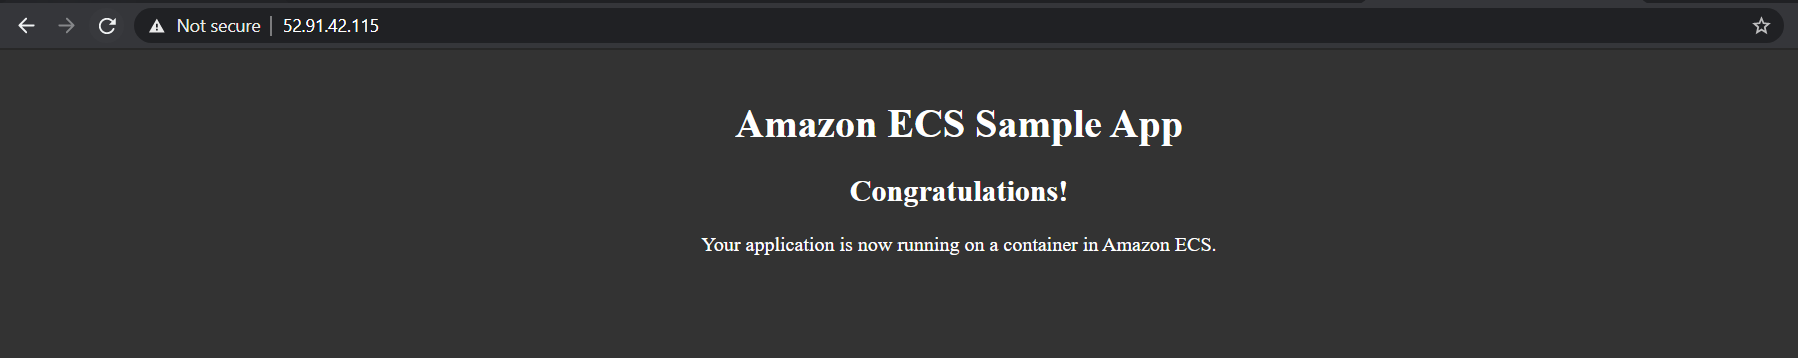 Not secure | 52.91.42.115
Amazon ECS Sample App
Congratulations!
Your application is now running on a container in Amazon ECS.